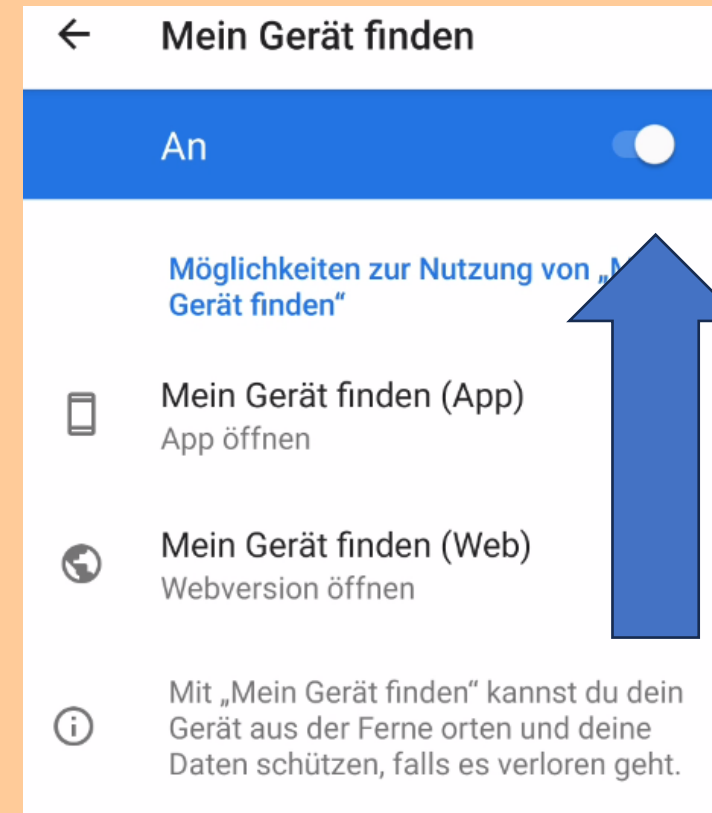 Mein Gerät finden
An
Möglichkeiten zur Nutzung von „M
Gerät finden“
Mein Gerät finden (App)
App öffnen
Mein Gerät finden (Web)
Webversion öffnen
Mit „Mein Gerät finden“ kannst du dein
Gerät aus der Ferne orten und deine
Daten schützen, falls es verloren geht.